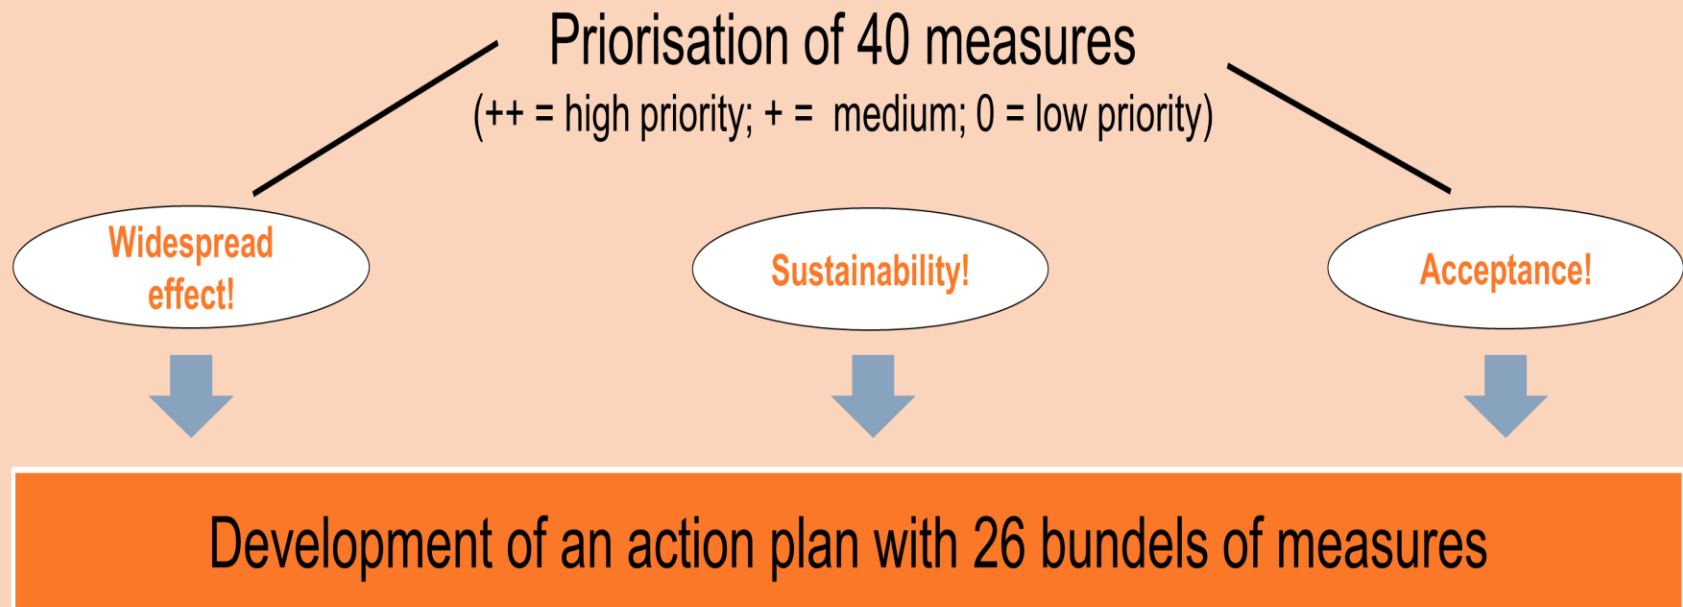 Priorisation of 40 measures
(++ = high priority; + = medium; 0 = low priority)
Widespread
effect!
Sustainability!
Acceptance!
Development of an action plan with 26 bundels of measures